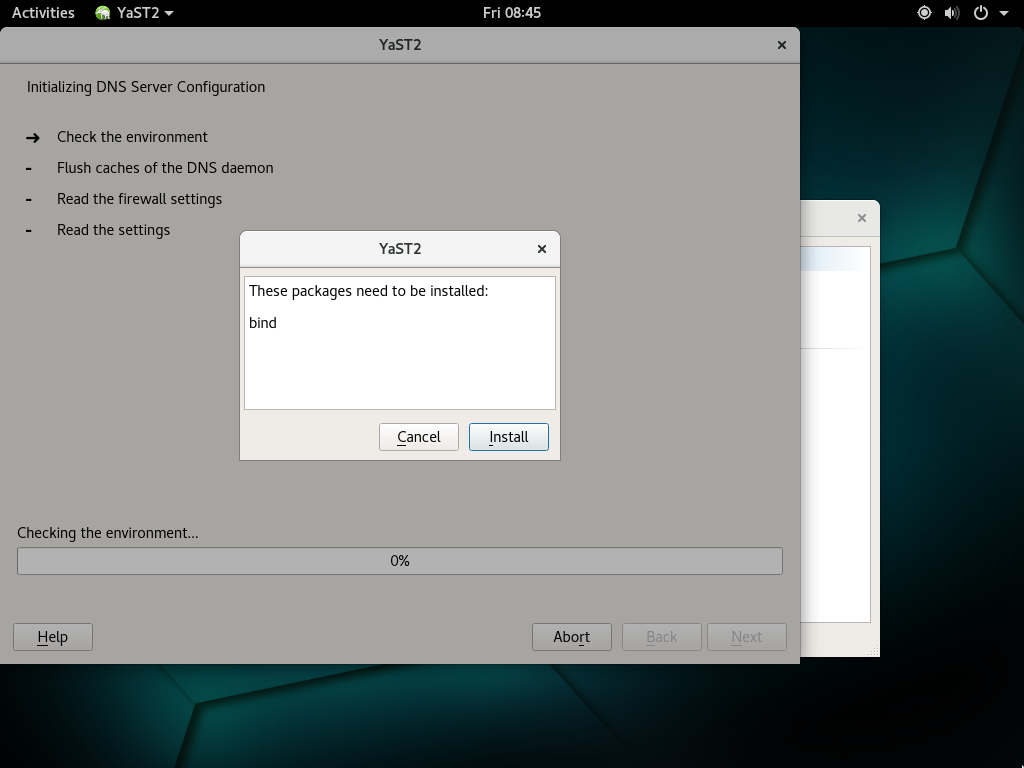 Activities YaST2 Fri 08:45
YaST2
Initializing DNS Server Configuration
Check the environment
- Flush caches of the DNS daemon
- Read the firewall settings
- Read the settings
YaST2
These packages need to be installed:
bind
Cancel Install
Checking the environment...
0%
Help Abort Back Next